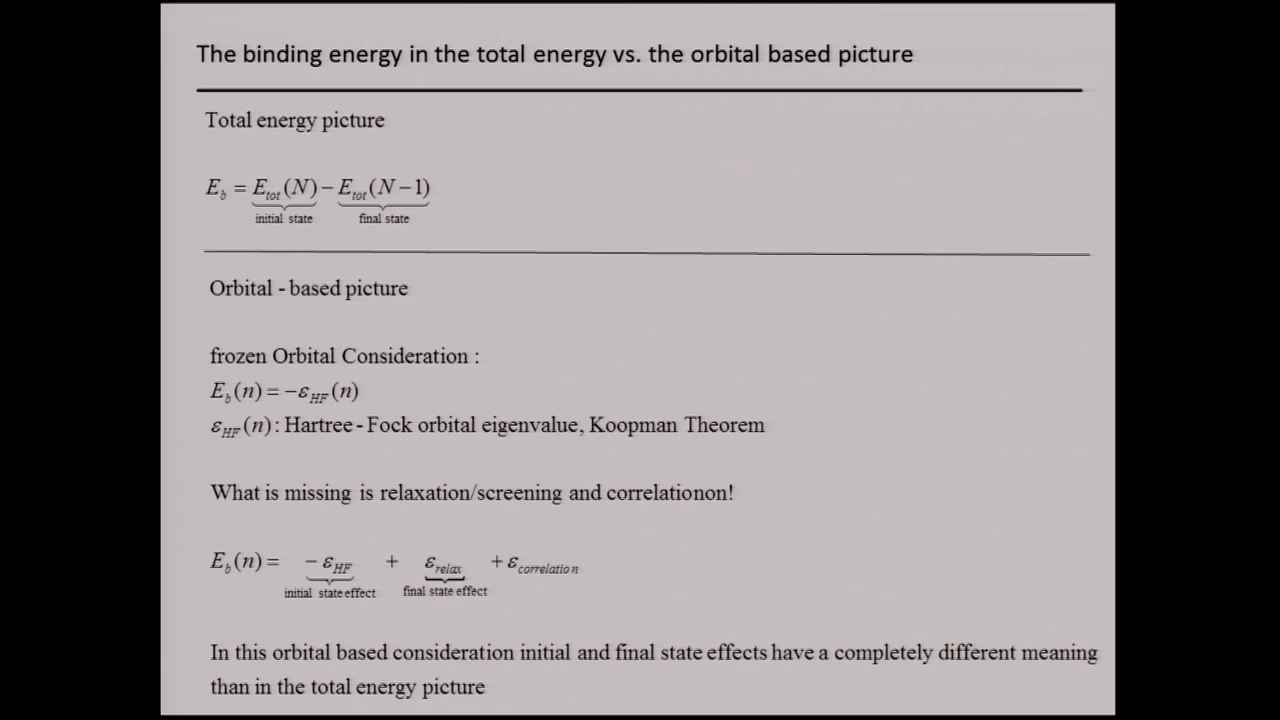 The binding energy in the total energy vs. the orbital based picture
Total energy picture
E_b = E_tot(N) − E_tot(N−1)
initial state final state
Orbital - based picture
frozen Orbital Consideration :
E_b(n) = −ε_HF(n)
ε_HF(n) : Hartree - Fock orbital eigenvalue, Koopman Theorem
What is missing is relaxation/screening and correlationon!
E_b(n) = − ε_HF + ε_relax + ε_correlation
initial state effect final state effect
In this orbital based consideration initial and final state effects have a completely different meaning
than in the total energy picture